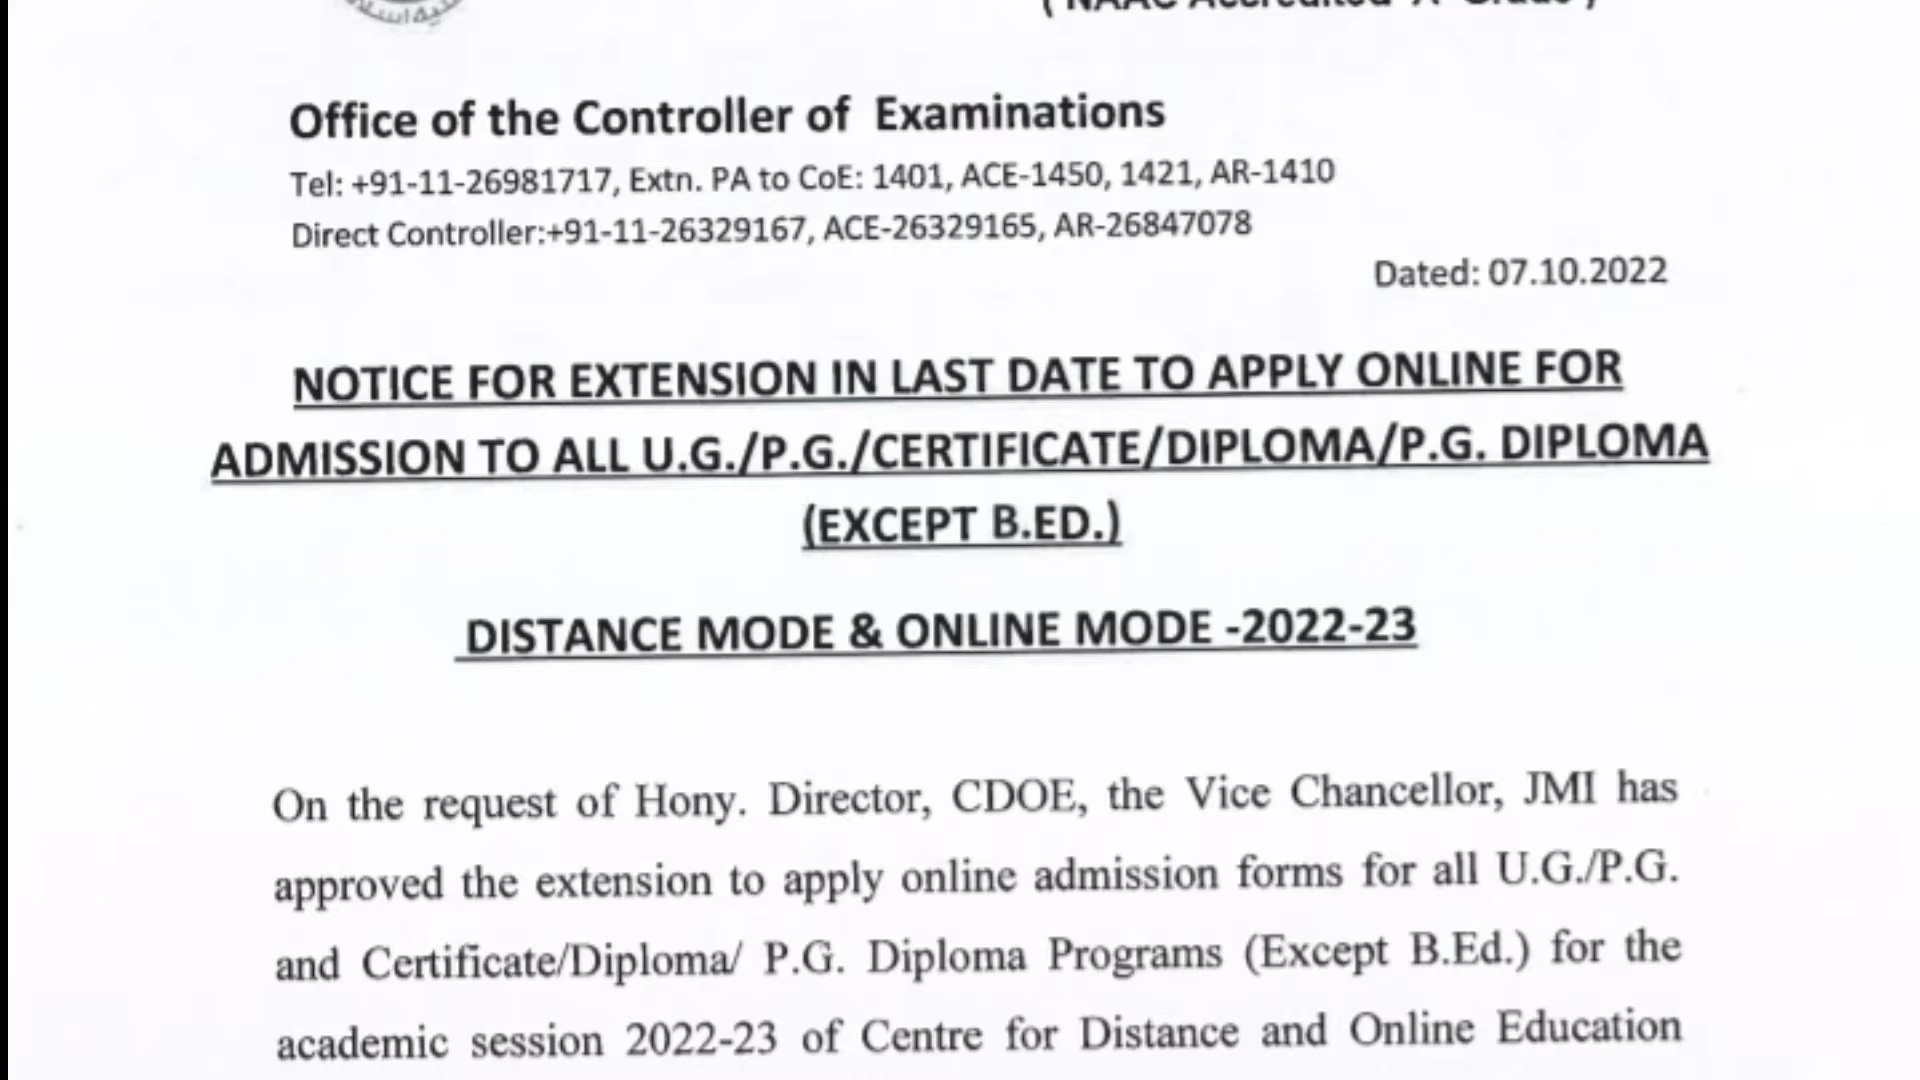 ( NAAC Accredited 'A' Grade )
Office of the Controller of Examinations
Tel: +91-11-26981717, Extn. PA to CoE: 1401, ACE-1450, 1421, AR-1410
Direct Controller:+91-11-26329167, ACE-26329165, AR-26847078
Dated: 07.10.2022
NOTICE FOR EXTENSION IN LAST DATE TO APPLY ONLINE FOR
ADMISSION TO ALL U.G./P.G./CERTIFICATE/DIPLOMA/P.G. DIPLOMA
(EXCEPT B.ED.)
DISTANCE MODE & ONLINE MODE -2022-23
On the request of Hony. Director, CDOE, the Vice Chancellor, JMI has
approved the extension to apply online admission forms for all U.G./P.G.
and Certificate/Diploma/ P.G. Diploma Programs (Except B.Ed.) for the
academic session 2022-23 of Centre for Distance and Online Education